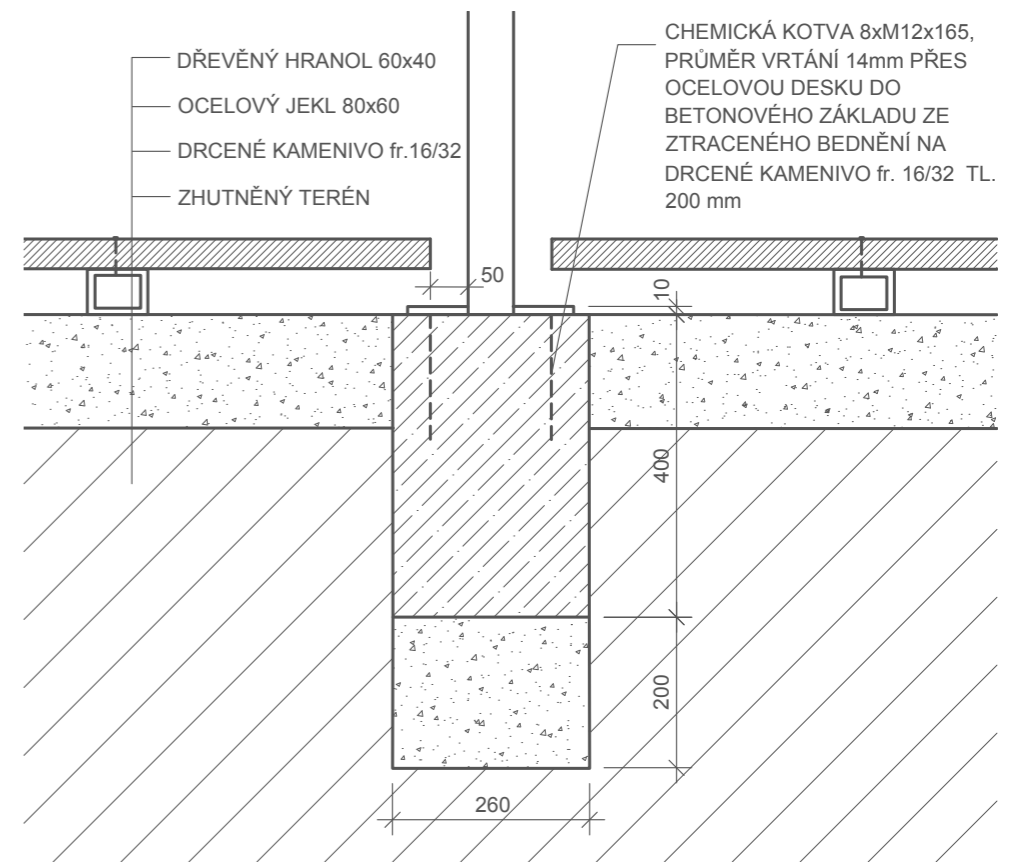 DŘEVĚNÝ HRANOL 60x40
OCELOVÝ JEKL 80x60
DRCENÉ KAMENIVO fr.16/32
ZHUTNĚNÝ TERÉN
CHEMICKÁ KOTVA 8xM12x165,
PRŮMĚR VRTÁNÍ 14mm PŘES
OCELOVOU DESKU DO
BETONOVÉHO ZÁKLADU ZE
ZTRACENÉHO BEDNĚNÍ NA
DRCENÉ KAMENIVO fr. 16/32 TL.
200 mm
50
10
400
200
260